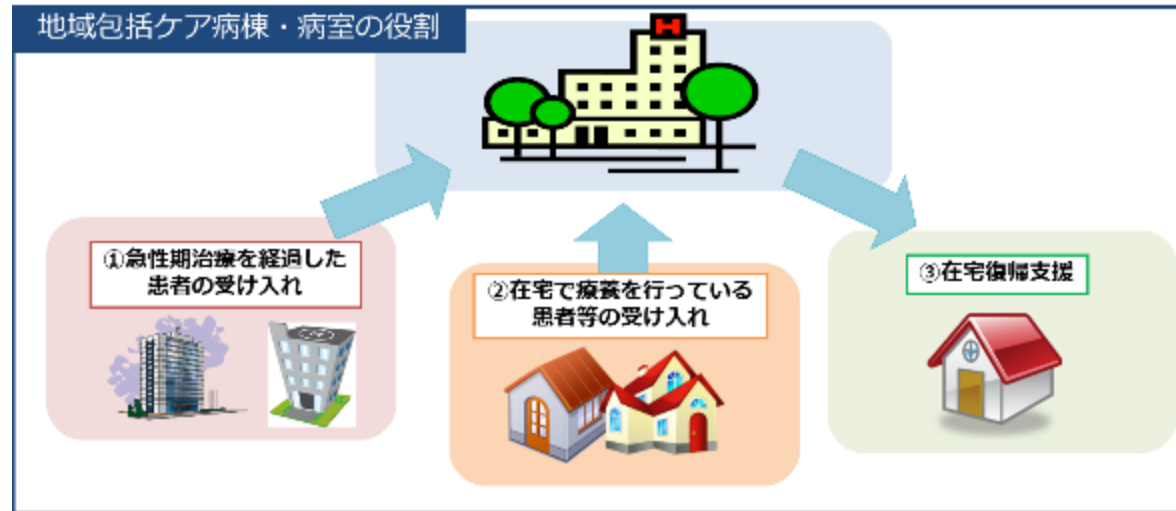 地域包括ケア病棟・病室の役割
H
①急性期治療を経過した
患者の受け入れ
②在宅で療養を行っている
患者等の受け入れ
③在宅復帰支援